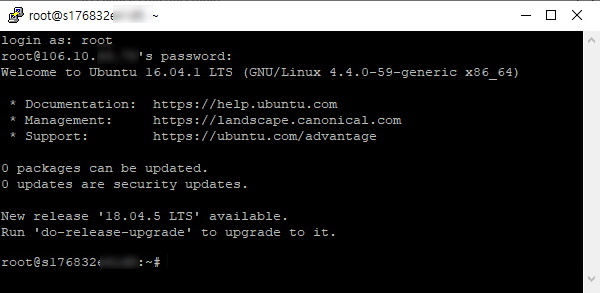 root@s176832 ~
login as: root
root@106.10. 's password:
Welcome to Ubuntu 16.04.1 LTS (GNU/Linux 4.4.0-59-generic x86_64)
* Documentation: https://help.ubuntu.com
* Management: https://landscape.canonical.com
* Support: https://ubuntu.com/advantage
0 packages can be updated.
0 updates are security updates.
New release '18.04.5 LTS' available.
Run 'do-release-upgrade' to upgrade to it.
root@s176832 :~#